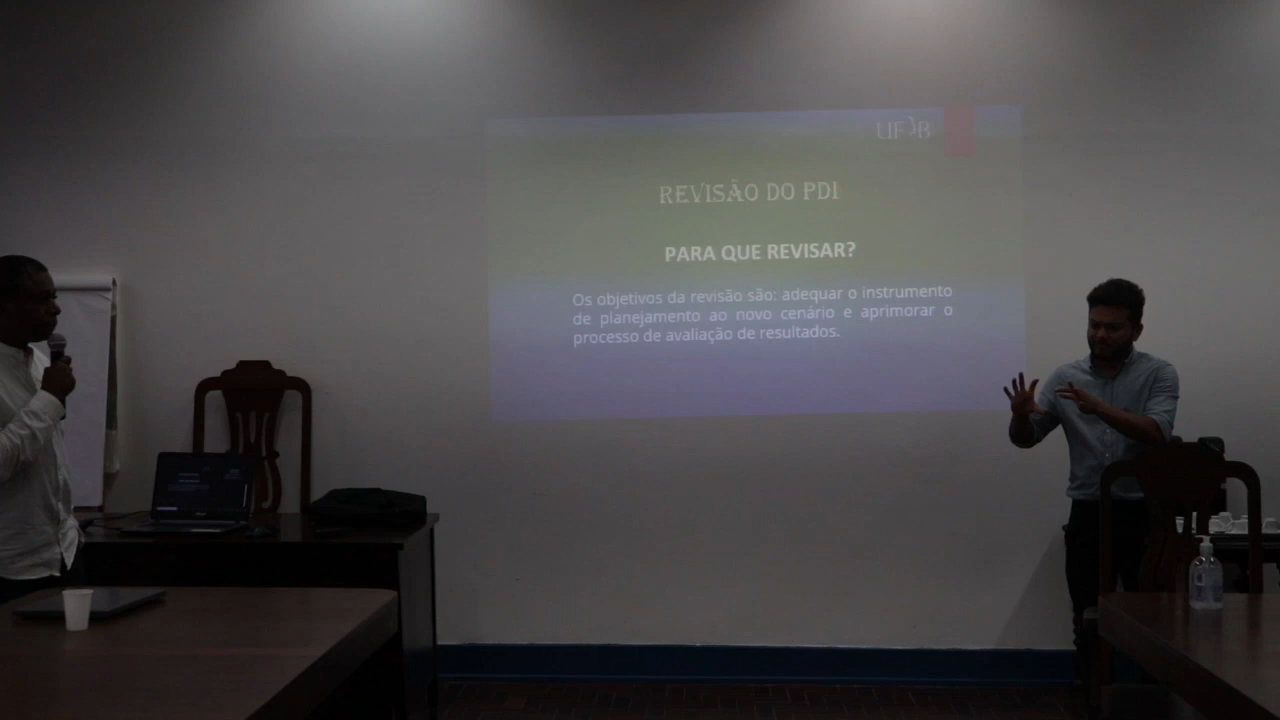 UFOB
REVISÃO DO PDI
PARA QUE REVISAR?
Os objetivos da revisão são: adequar o instrumento
de planejamento ao novo cenário e aprimorar o
processo de avaliação de resultados.